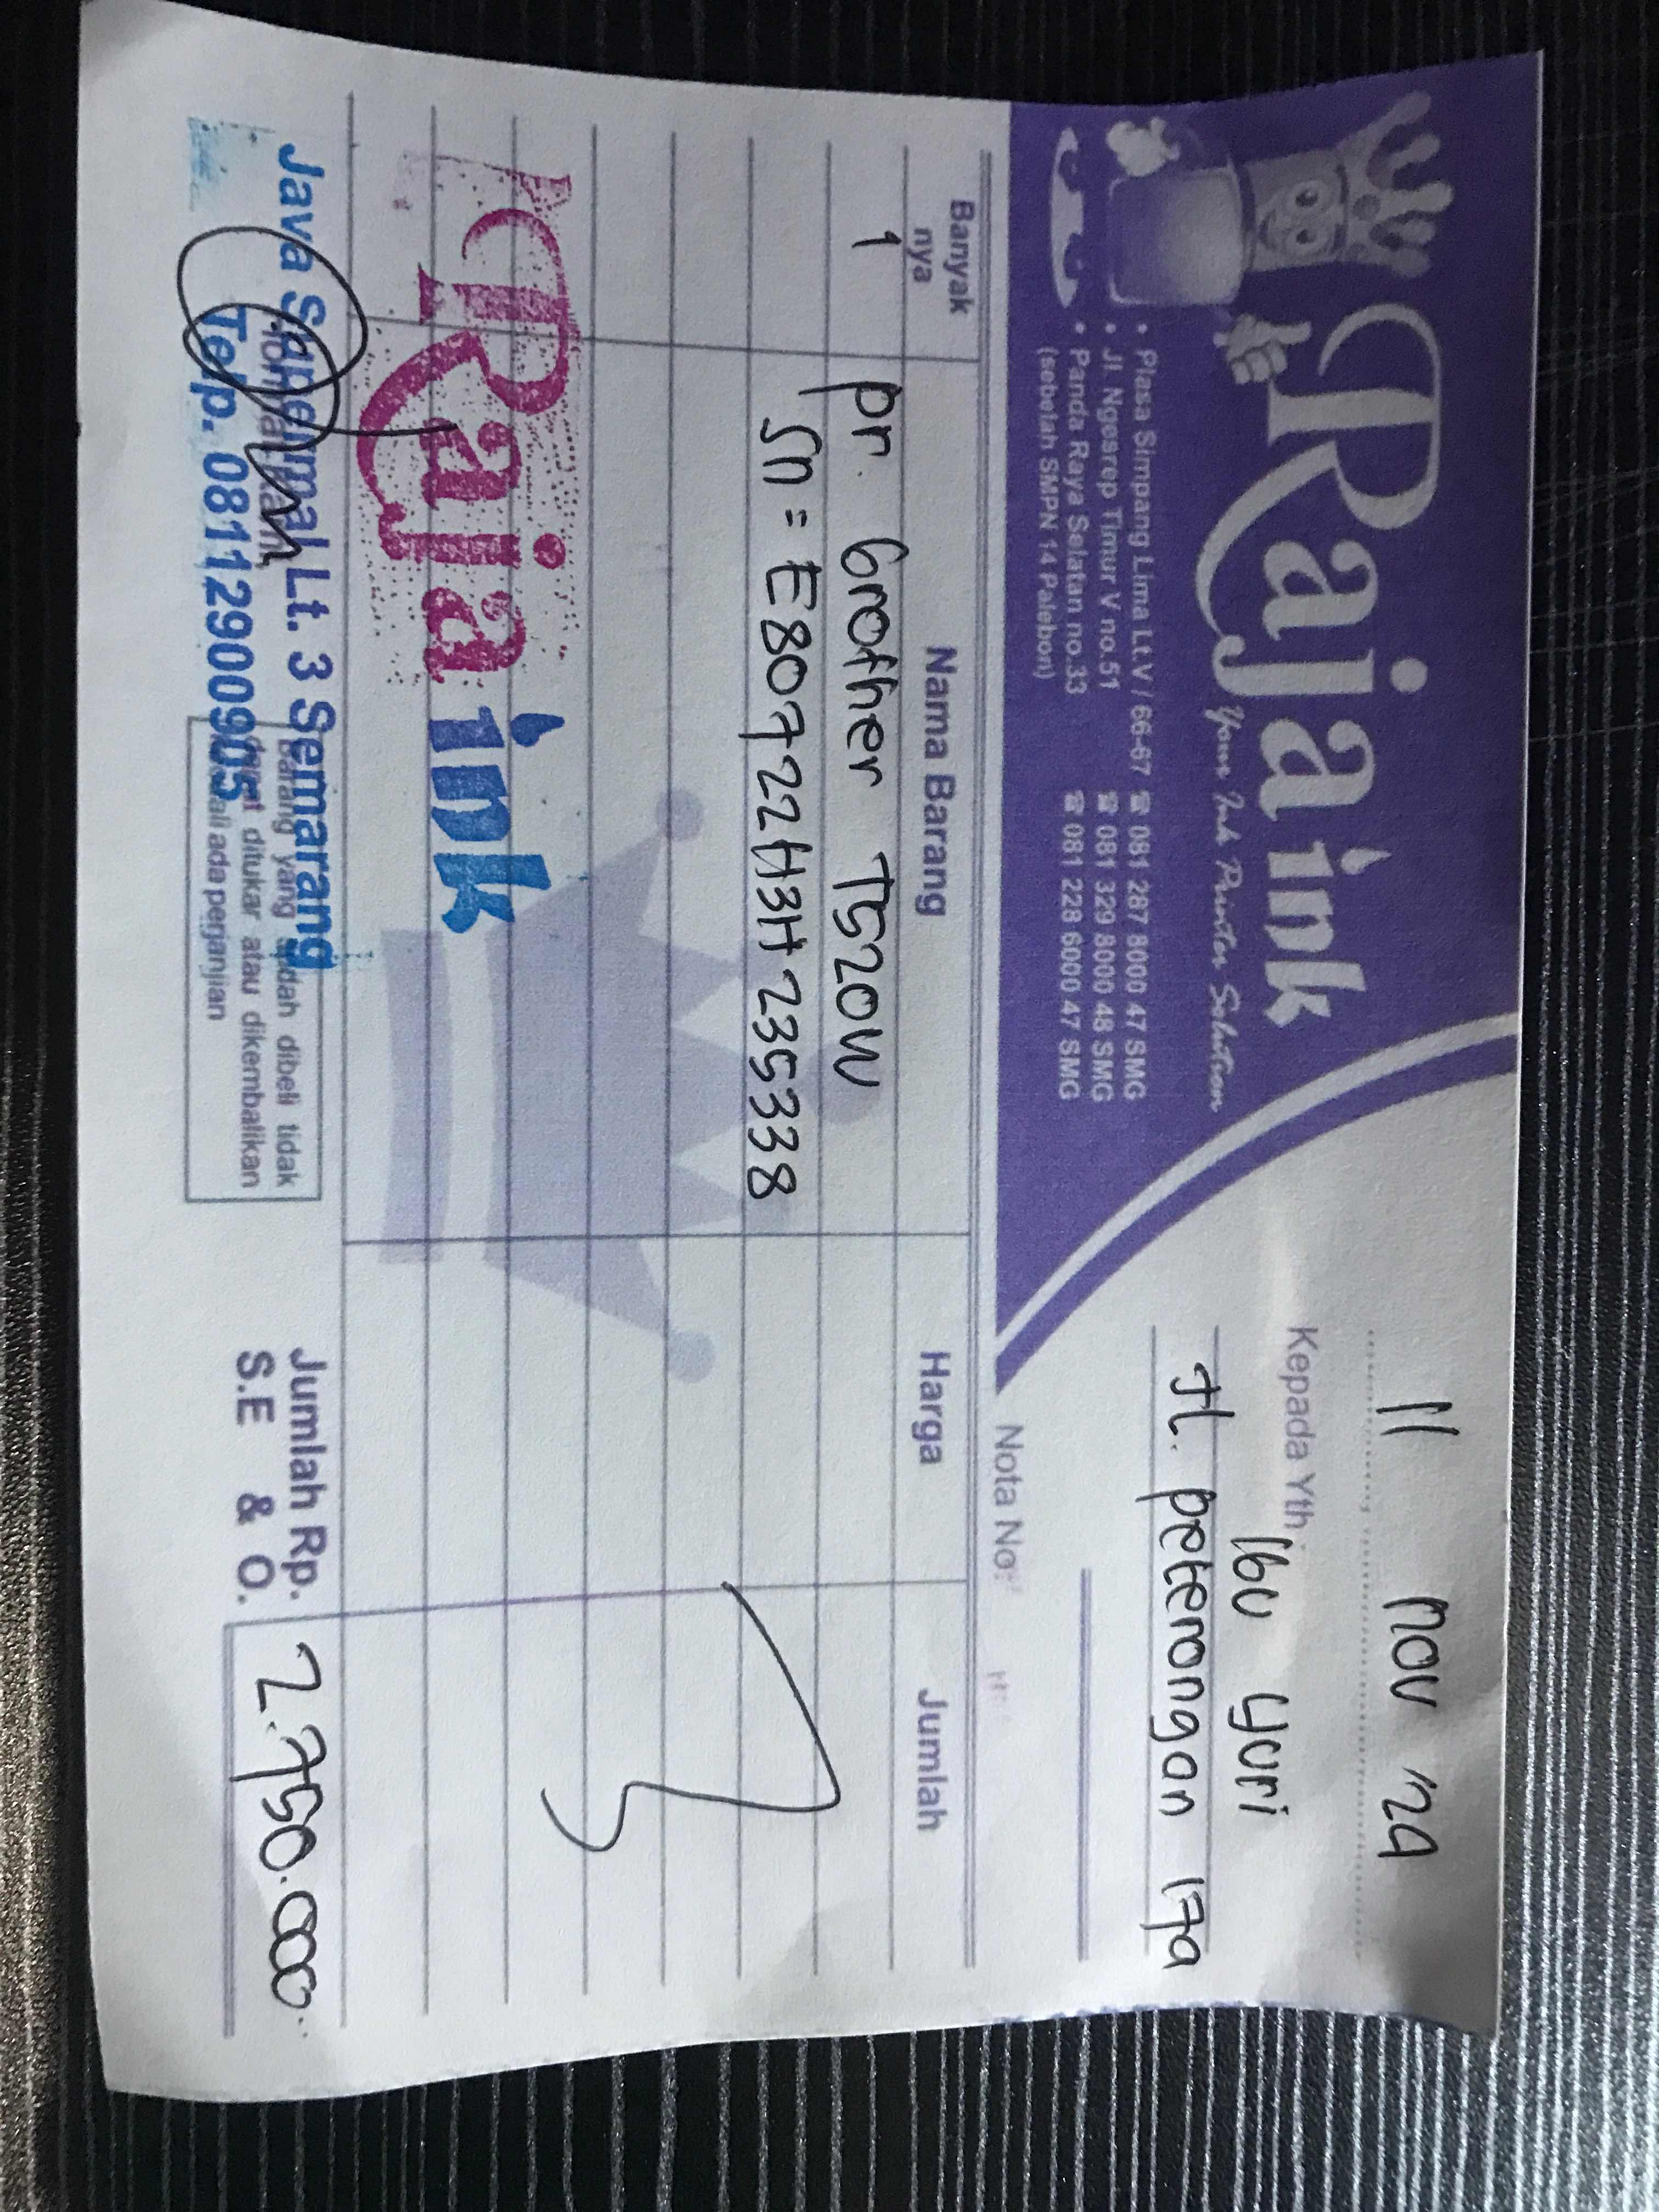 Raja ink
Your Ink Printer Solution
• Plasa Simpang Lima Lt.V / 66-67 ☎ 081 287 8000 47 SMG
• Jl. Ngesrep Timur V no.51 ☎ 081 329 8000 48 SMG
• Panda Raya Selatan no.33 ☎ 081 228 6000 47 SMG
(sebelah SMPN 14 Palebon)
11 Nov '24
Kepada Yth.
Ibu Yuri
Jl. peterongan 17a
Nota No.
Banyak nya Nama Barang Harga Jumlah
1 pr. Brother T520W
Sn = E80722H3H235338
Raja ink
Java Supermal Lt. 3 Semarang
Telp. 08112900905
Barang yang sudah dibeli tidak
dapat ditukar atau dikembalikan
kecuali ada perjanjian
Jumlah Rp. 2.750.000
S.E & O.